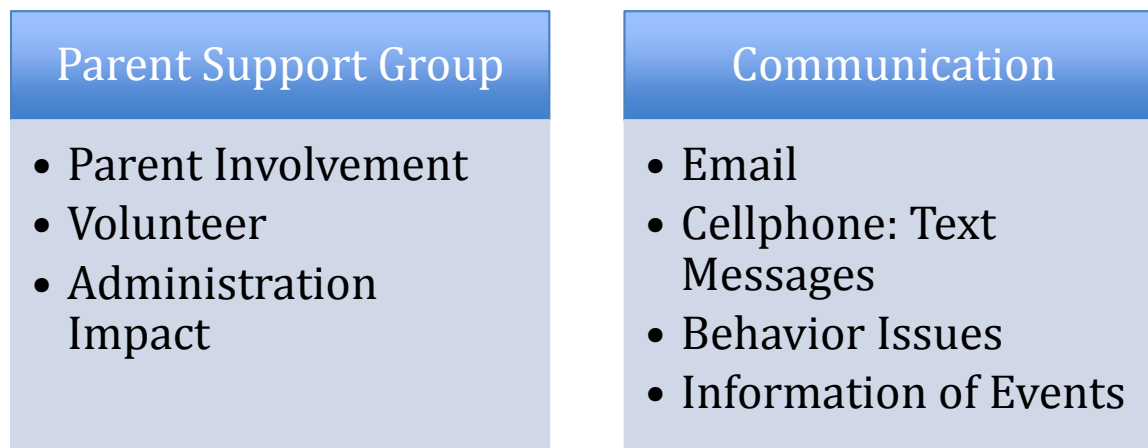 Parent Support Group
• Parent Involvement
• Volunteer
• Administration
Impact
Communication
• Email
• Cellphone: Text
Messages
• Behavior Issues
• Information of Events